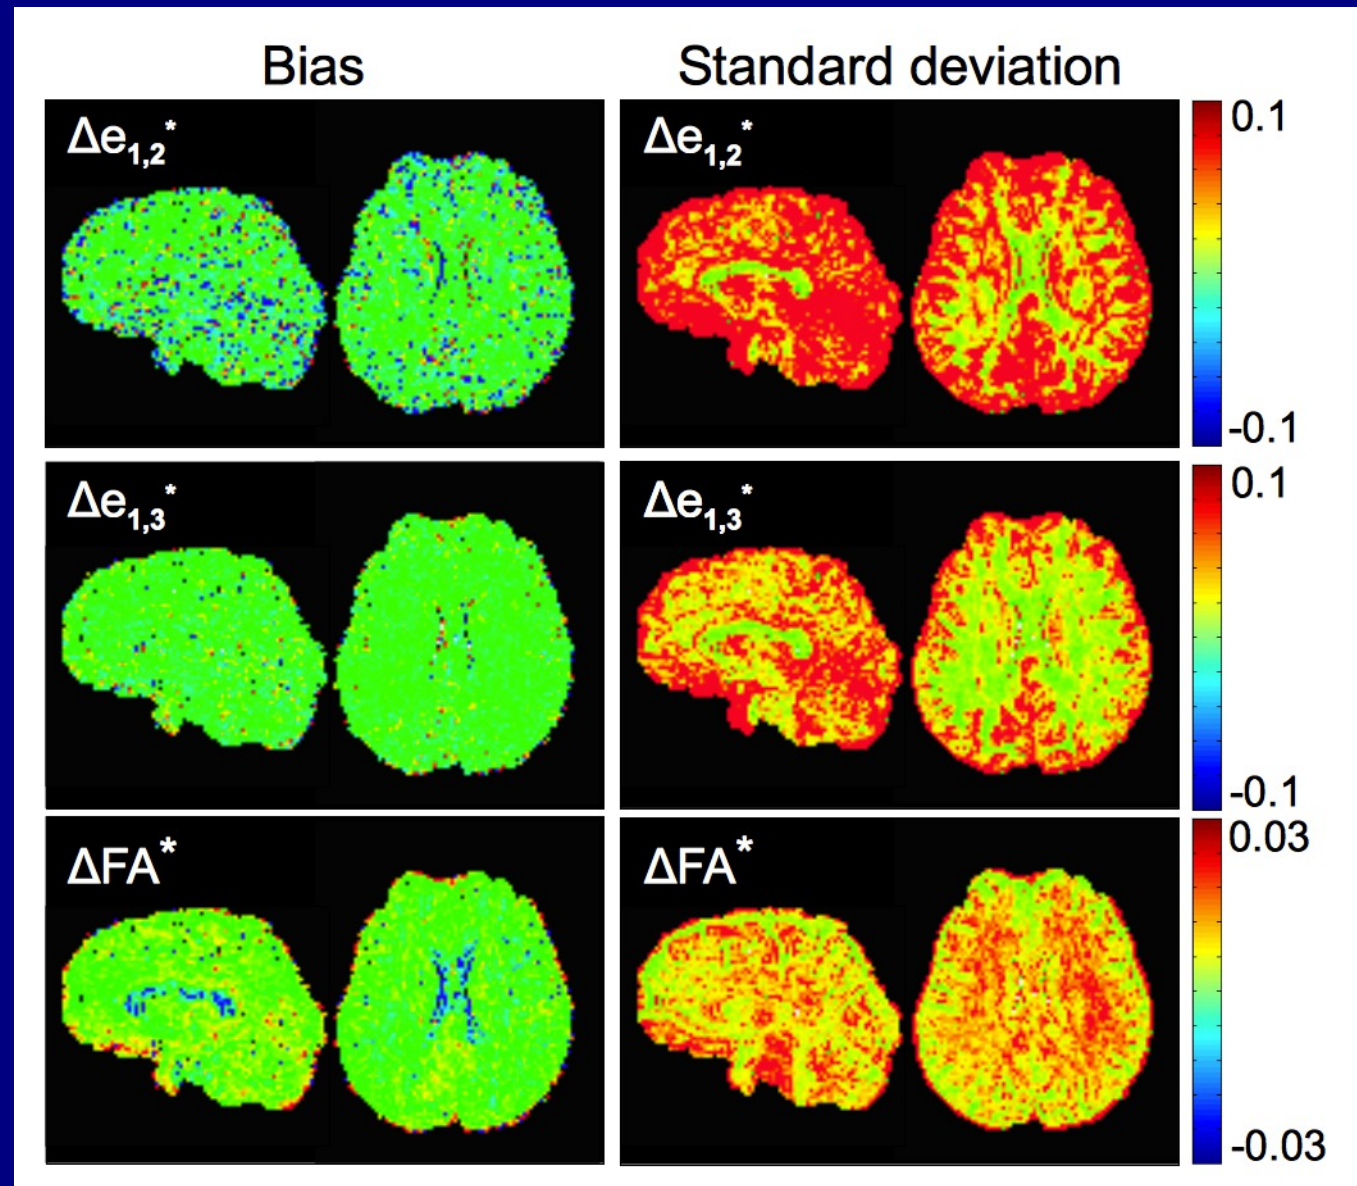 Bias
Standard deviation
Δe1,2*
Δe1,2*
0.1
-0.1
Δe1,3*
Δe1,3*
0.1
-0.1
ΔFA*
ΔFA*
0.03
-0.03